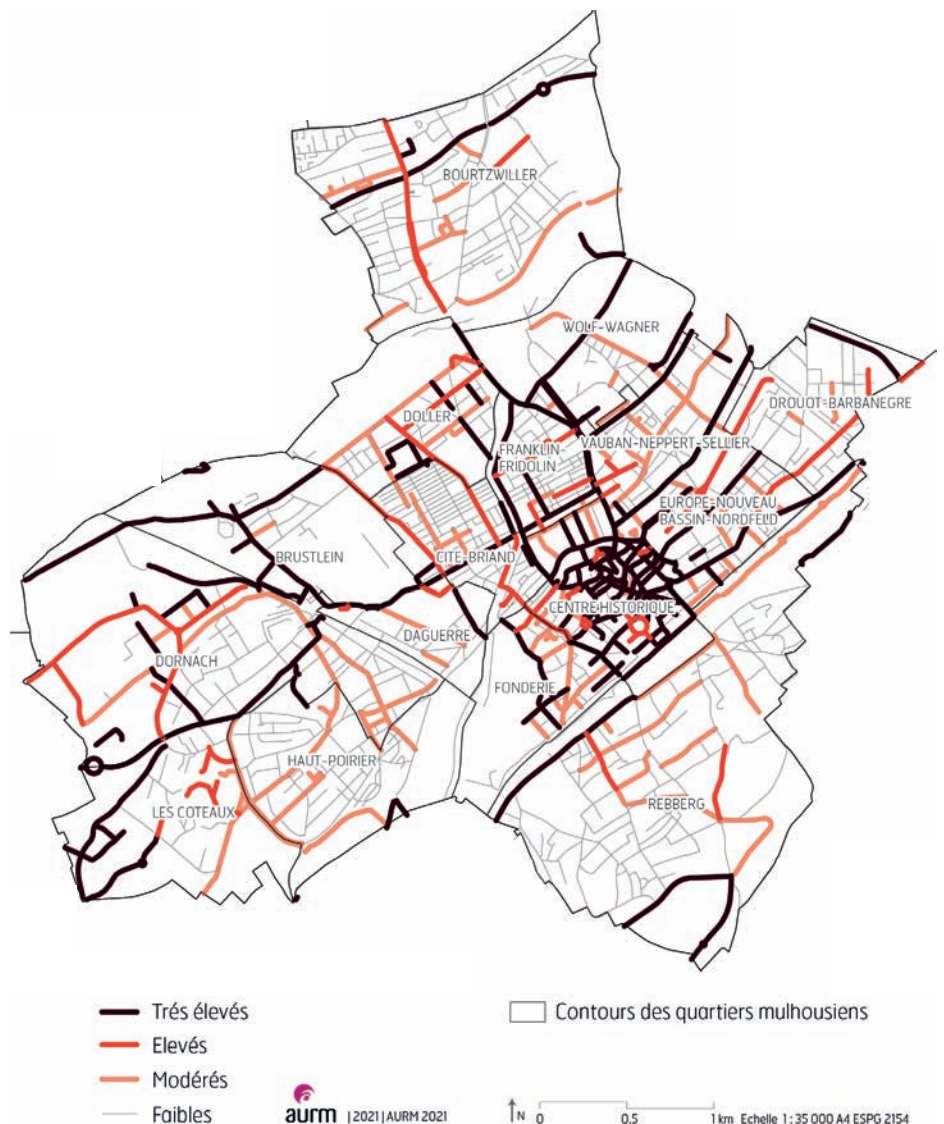 BOURTZWILLER
WOLF-WAGNER
DROUOT-BARBANEGRE
DOLLER
FRANKLIN-
FRIDOLIN
VAUBAN-NEPPERT-SELLIER
EUROPE-NOUVEAU
BASSIN-NORDFELD
BRUSTLEIN
CITE-BRIAND
CENTRE HISTORIQUE
DAGUERRE
DORNACH
FONDERIE
HAUT-POIRIER
LES COTEAUX
REBBERG
Trés élevés
Elevés
Modérés
Faibles
Contours des quartiers mulhousiens
aurm | 2021 | AURM 2021
N 0 0.5 1 km Echelle 1 : 35 000 A4 ESPG 2154